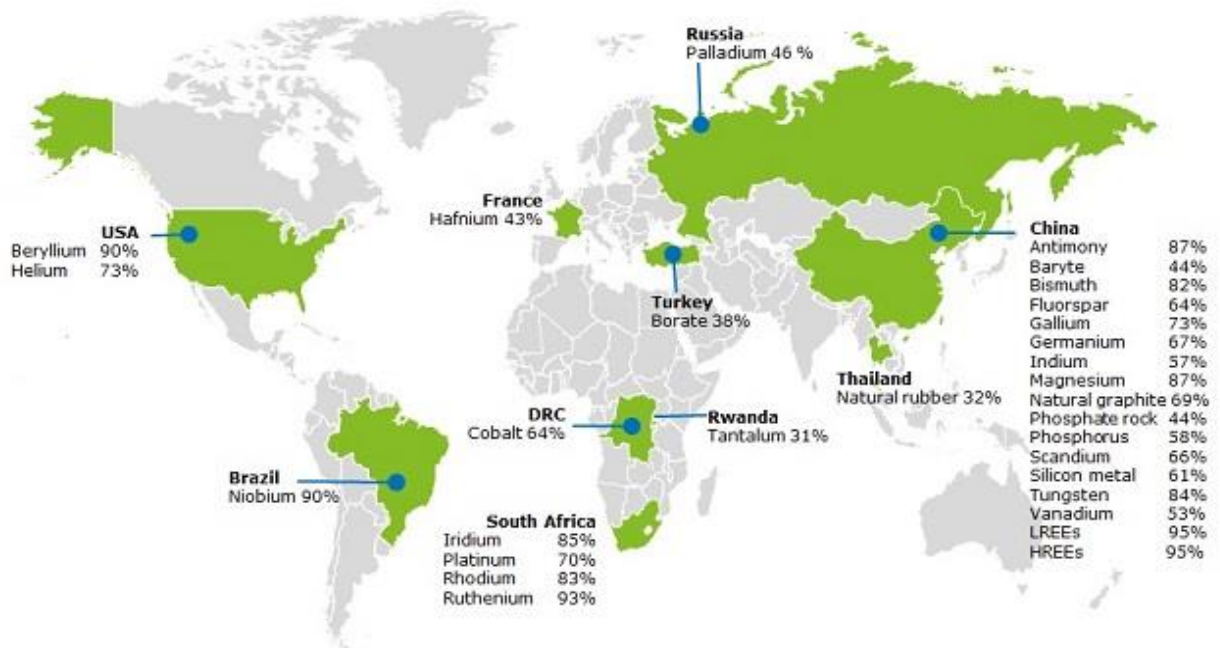 Russia
Palladium 46 %
France
Hafnium 43%
USA
Beryllium 90%
Helium 73%
Turkey
Borate 38%
China
Antimony 87%
Baryte 44%
Bismuth 82%
Fluorspar 64%
Gallium 73%
Germanium 67%
Indium 57%
Magnesium 87%
Natural graphite 69%
Phosphate rock 44%
Phosphorus 58%
Scandium 66%
Silicon metal 61%
Tungsten 84%
Vanadium 53%
LREEs 95%
HREEs 95%
Thailand
Natural rubber 32%
DRC
Cobalt 64%
Rwanda
Tantalum 31%
Brazil
Niobium 90%
South Africa
Iridium 85%
Platinum 70%
Rhodium 83%
Ruthenium 93%